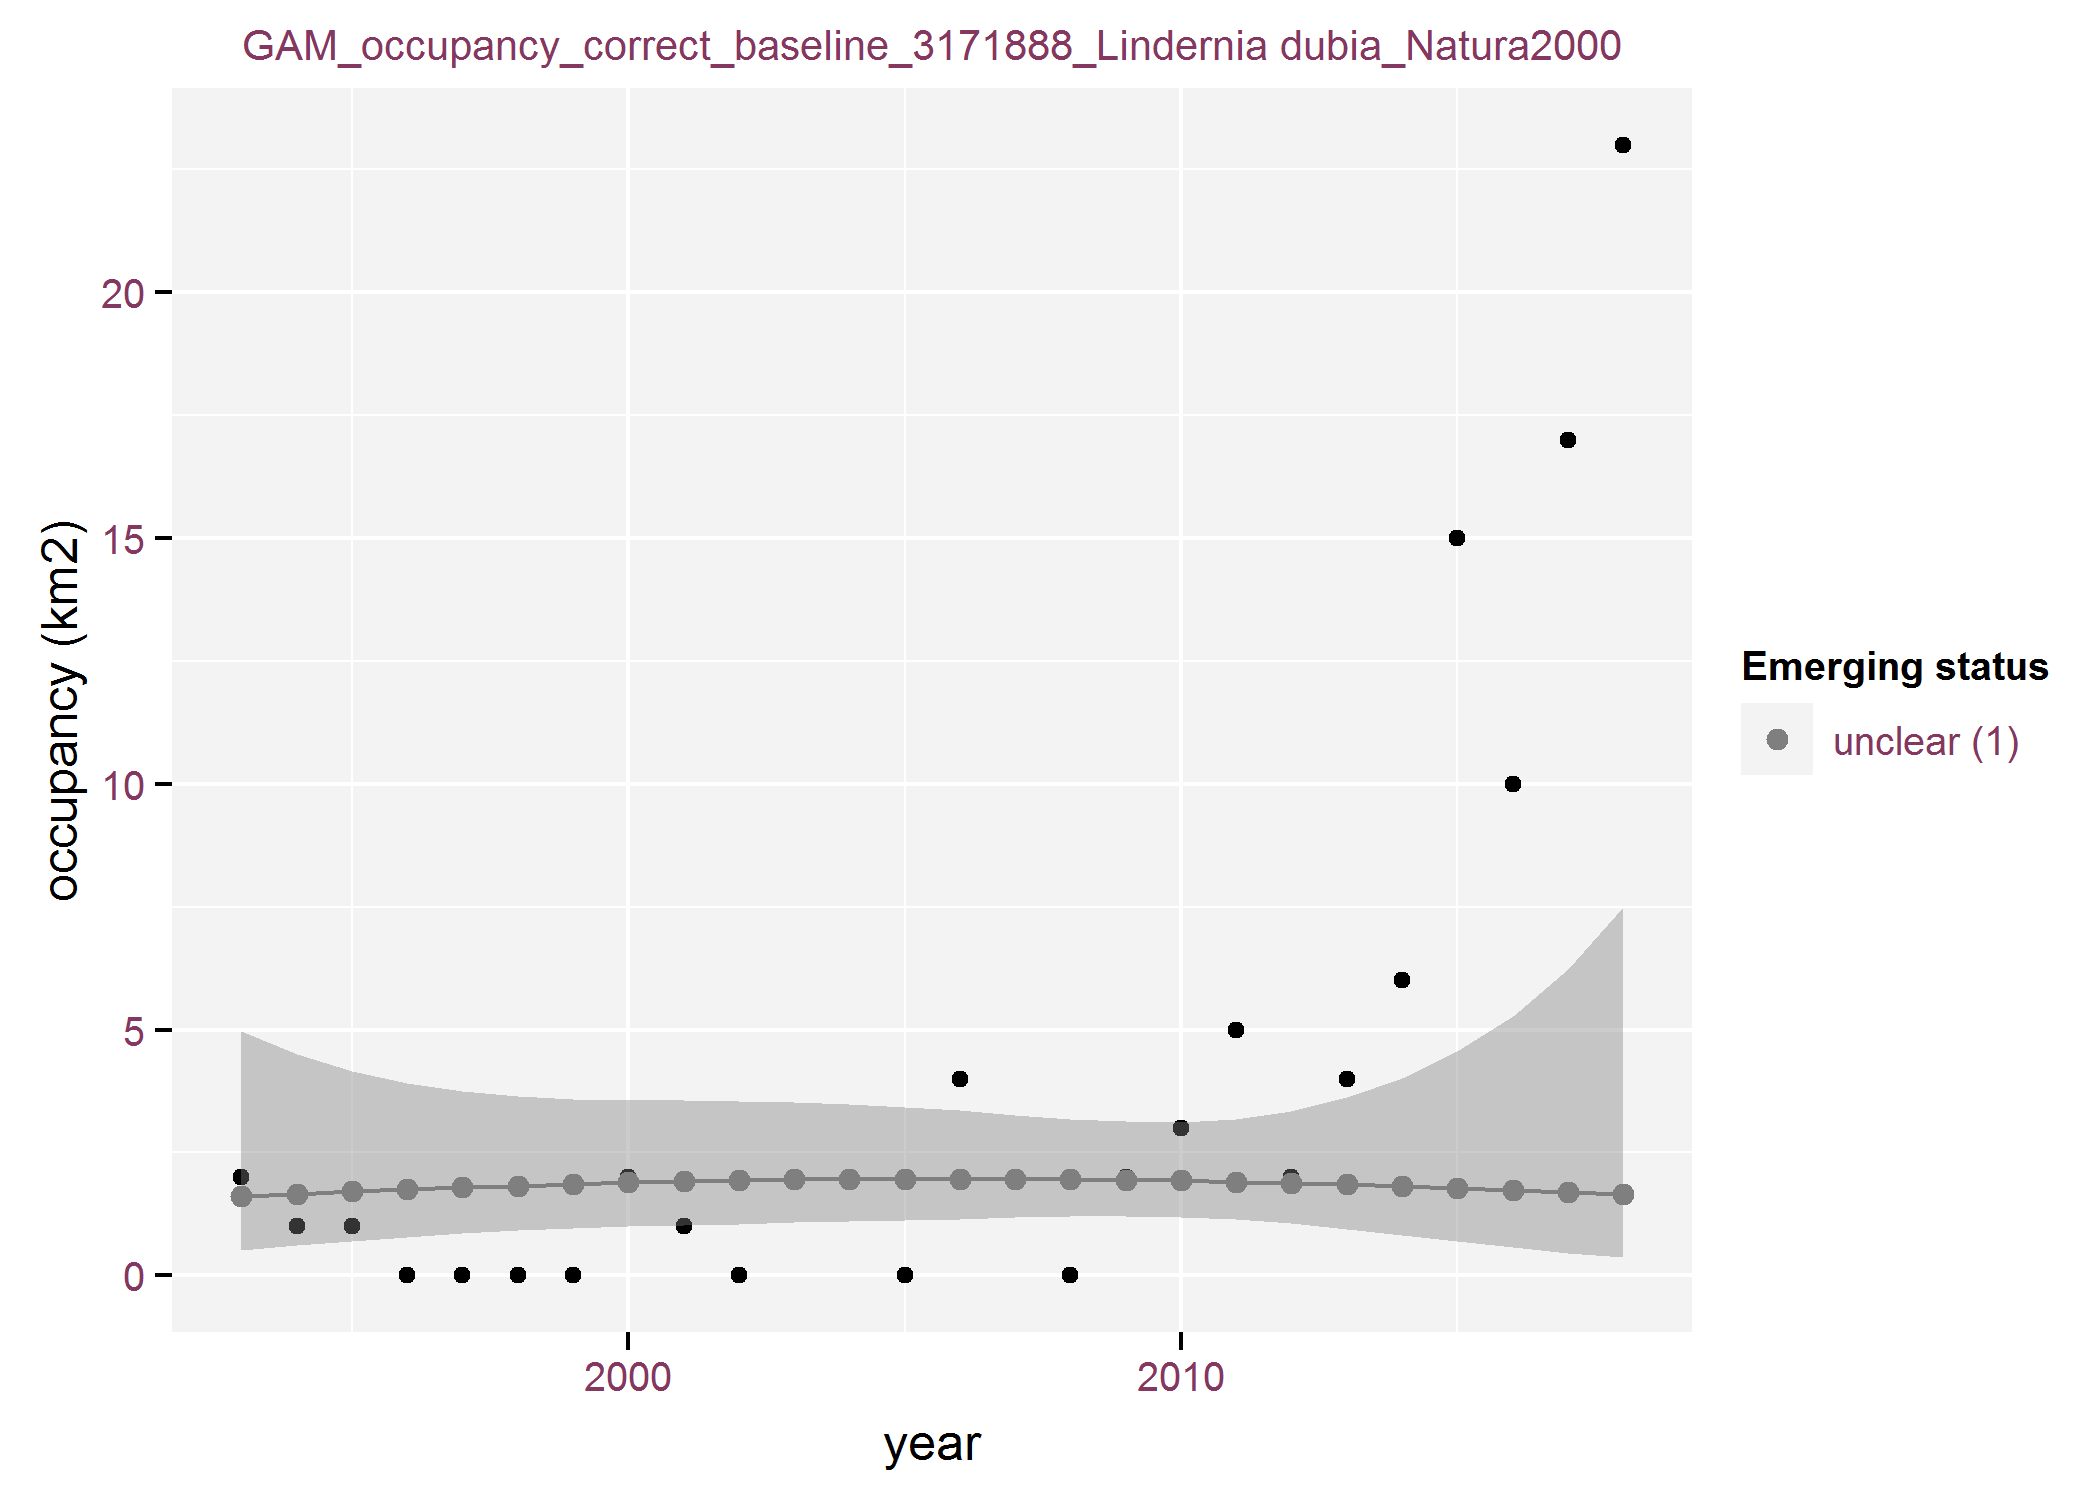 GAM_occupancy_correct_baseline_3171888_Lindernia dubia_Natura2000
20
15
10
5
0
occupancy (km2)
2000
2010
year
Emerging status
unclear (1)